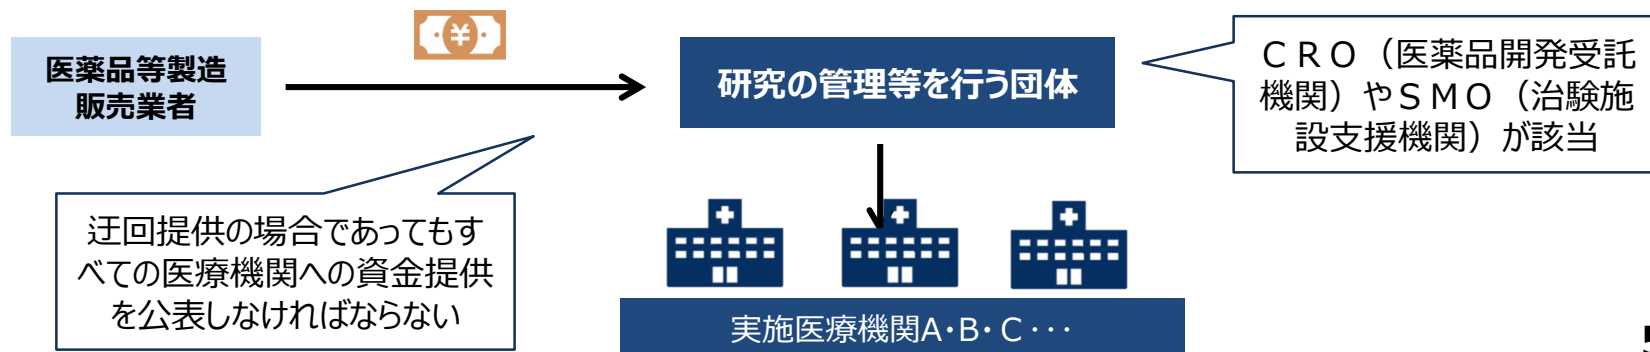 医薬品等製造
販売業者
¥
研究の管理等を行う団体
ＣＲＯ（医薬品開発受託
機関）やＳＭＯ（治験施
設支援機関）が該当
迂回提供の場合であってもす
べての医療機関への資金提供
を公表しなければならない
実施医療機関A・B・C・・・